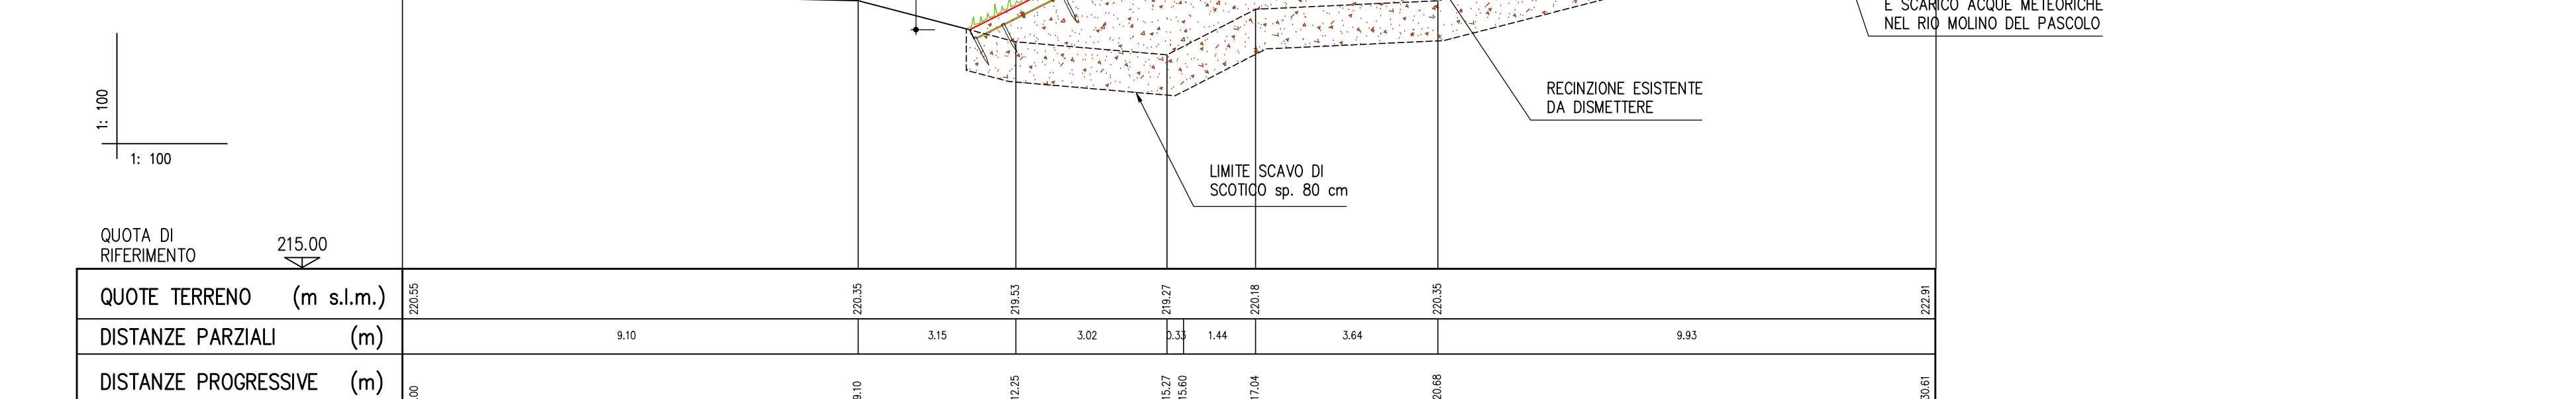 E SCARICO ACQUE METEORICHE
NEL RIO MOLINO DEL PASCOLO
RECINZIONE ESISTENTE
DA DISMETTERE
1: 100
1: 100
LIMITE SCAVO DI
SCOTICO sp. 80 cm
QUOTA DI
RIFERIMENTO
215.00
QUOTE TERRENO (m s.l.m.) 220.55 220.35 219.53 219.27 220.18 220.35 222.91
DISTANZE PARZIALI (m) 9.10 3.15 3.02 0.33 1.44 3.64 9.93
DISTANZE PROGRESSIVE (m) .00 9.10 12.25 15.27 15.60 17.04 20.68 30.61